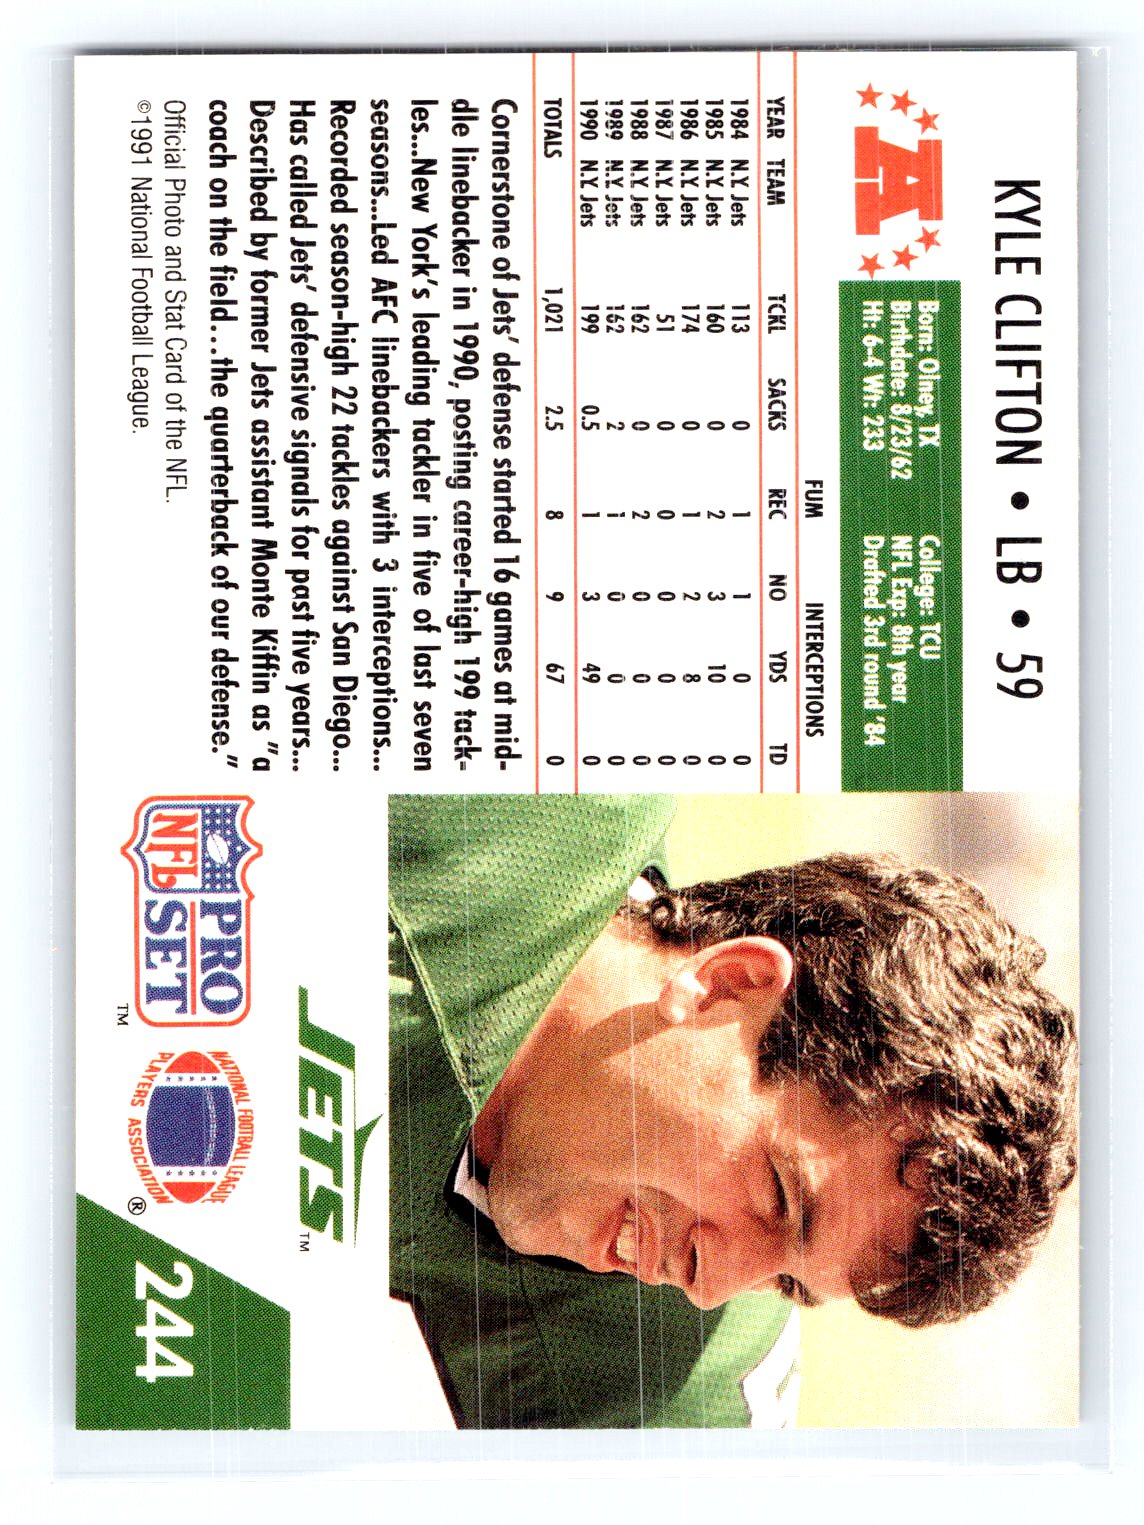 KYLE CLIFTON • LB • 59
A
Born: Olney, TX College: TCU
Birthdate: 8/23/62 NFL Exp: 8th year
Ht: 6-4 Wt: 233 Drafted 3rd round '84
FUM INTERCEPTIONS
YEAR TEAM TCKL SACKS REC NO YDS TD
1984 N.Y. Jets 113 0 1 1 0 0
1985 N.Y. Jets 160 0 2 3 10 0
1986 N.Y. Jets 174 0 1 2 8 0
1987 N.Y. Jets 51 0 0 0 0 0
1988 N.Y. Jets 162 0 2 0 0 0
1989 N.Y. Jets 162 2 1 0 0 0
1990 N.Y. Jets 199 0.5 1 3 49 0
TOTALS 1,021 2.5 8 9 67 0
Cornerstone of Jets' defense started 16 games at mid-
dle linebacker in 1990, posting career-high 199 tack-
les...New York's leading tackler in five of last seven
seasons...Led AFC linebackers with 3 interceptions...
Recorded season-high 22 tackles against San Diego...
Has called Jets' defensive signals for past five years...
Described by former Jets assistant Monte Kiffin as "a
coach on the field...the quarterback of our defense."
Official Photo and Stat Card of the NFL.
©1991 National Football League.
PRO
NFL SET ™
JETS ™
NATIONAL FOOTBALL LEAGUE
PLAYERS ASSOCIATION ®
244